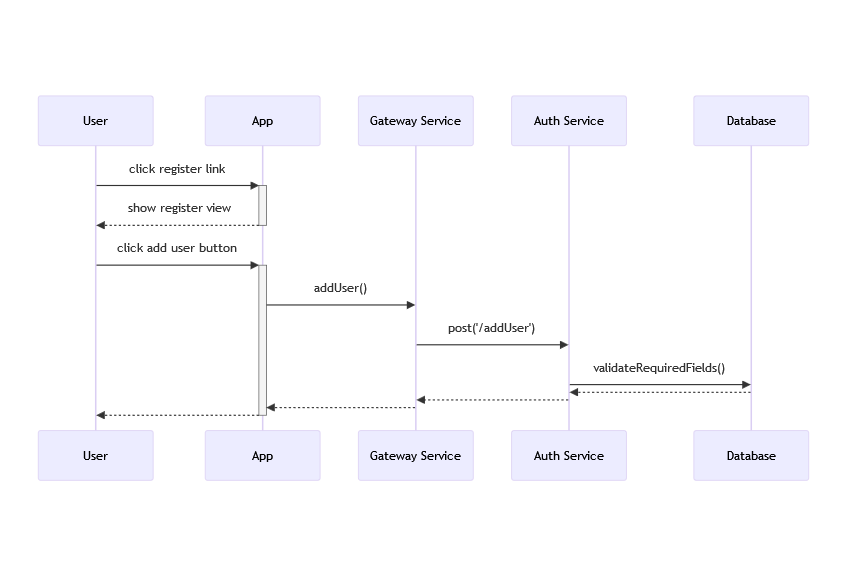 User
App
Gateway Service
Auth Service
Database
click register link
show register view
click add user button
addUser()
post('/addUser')
validateRequiredFields()
User
App
Gateway Service
Auth Service
Database